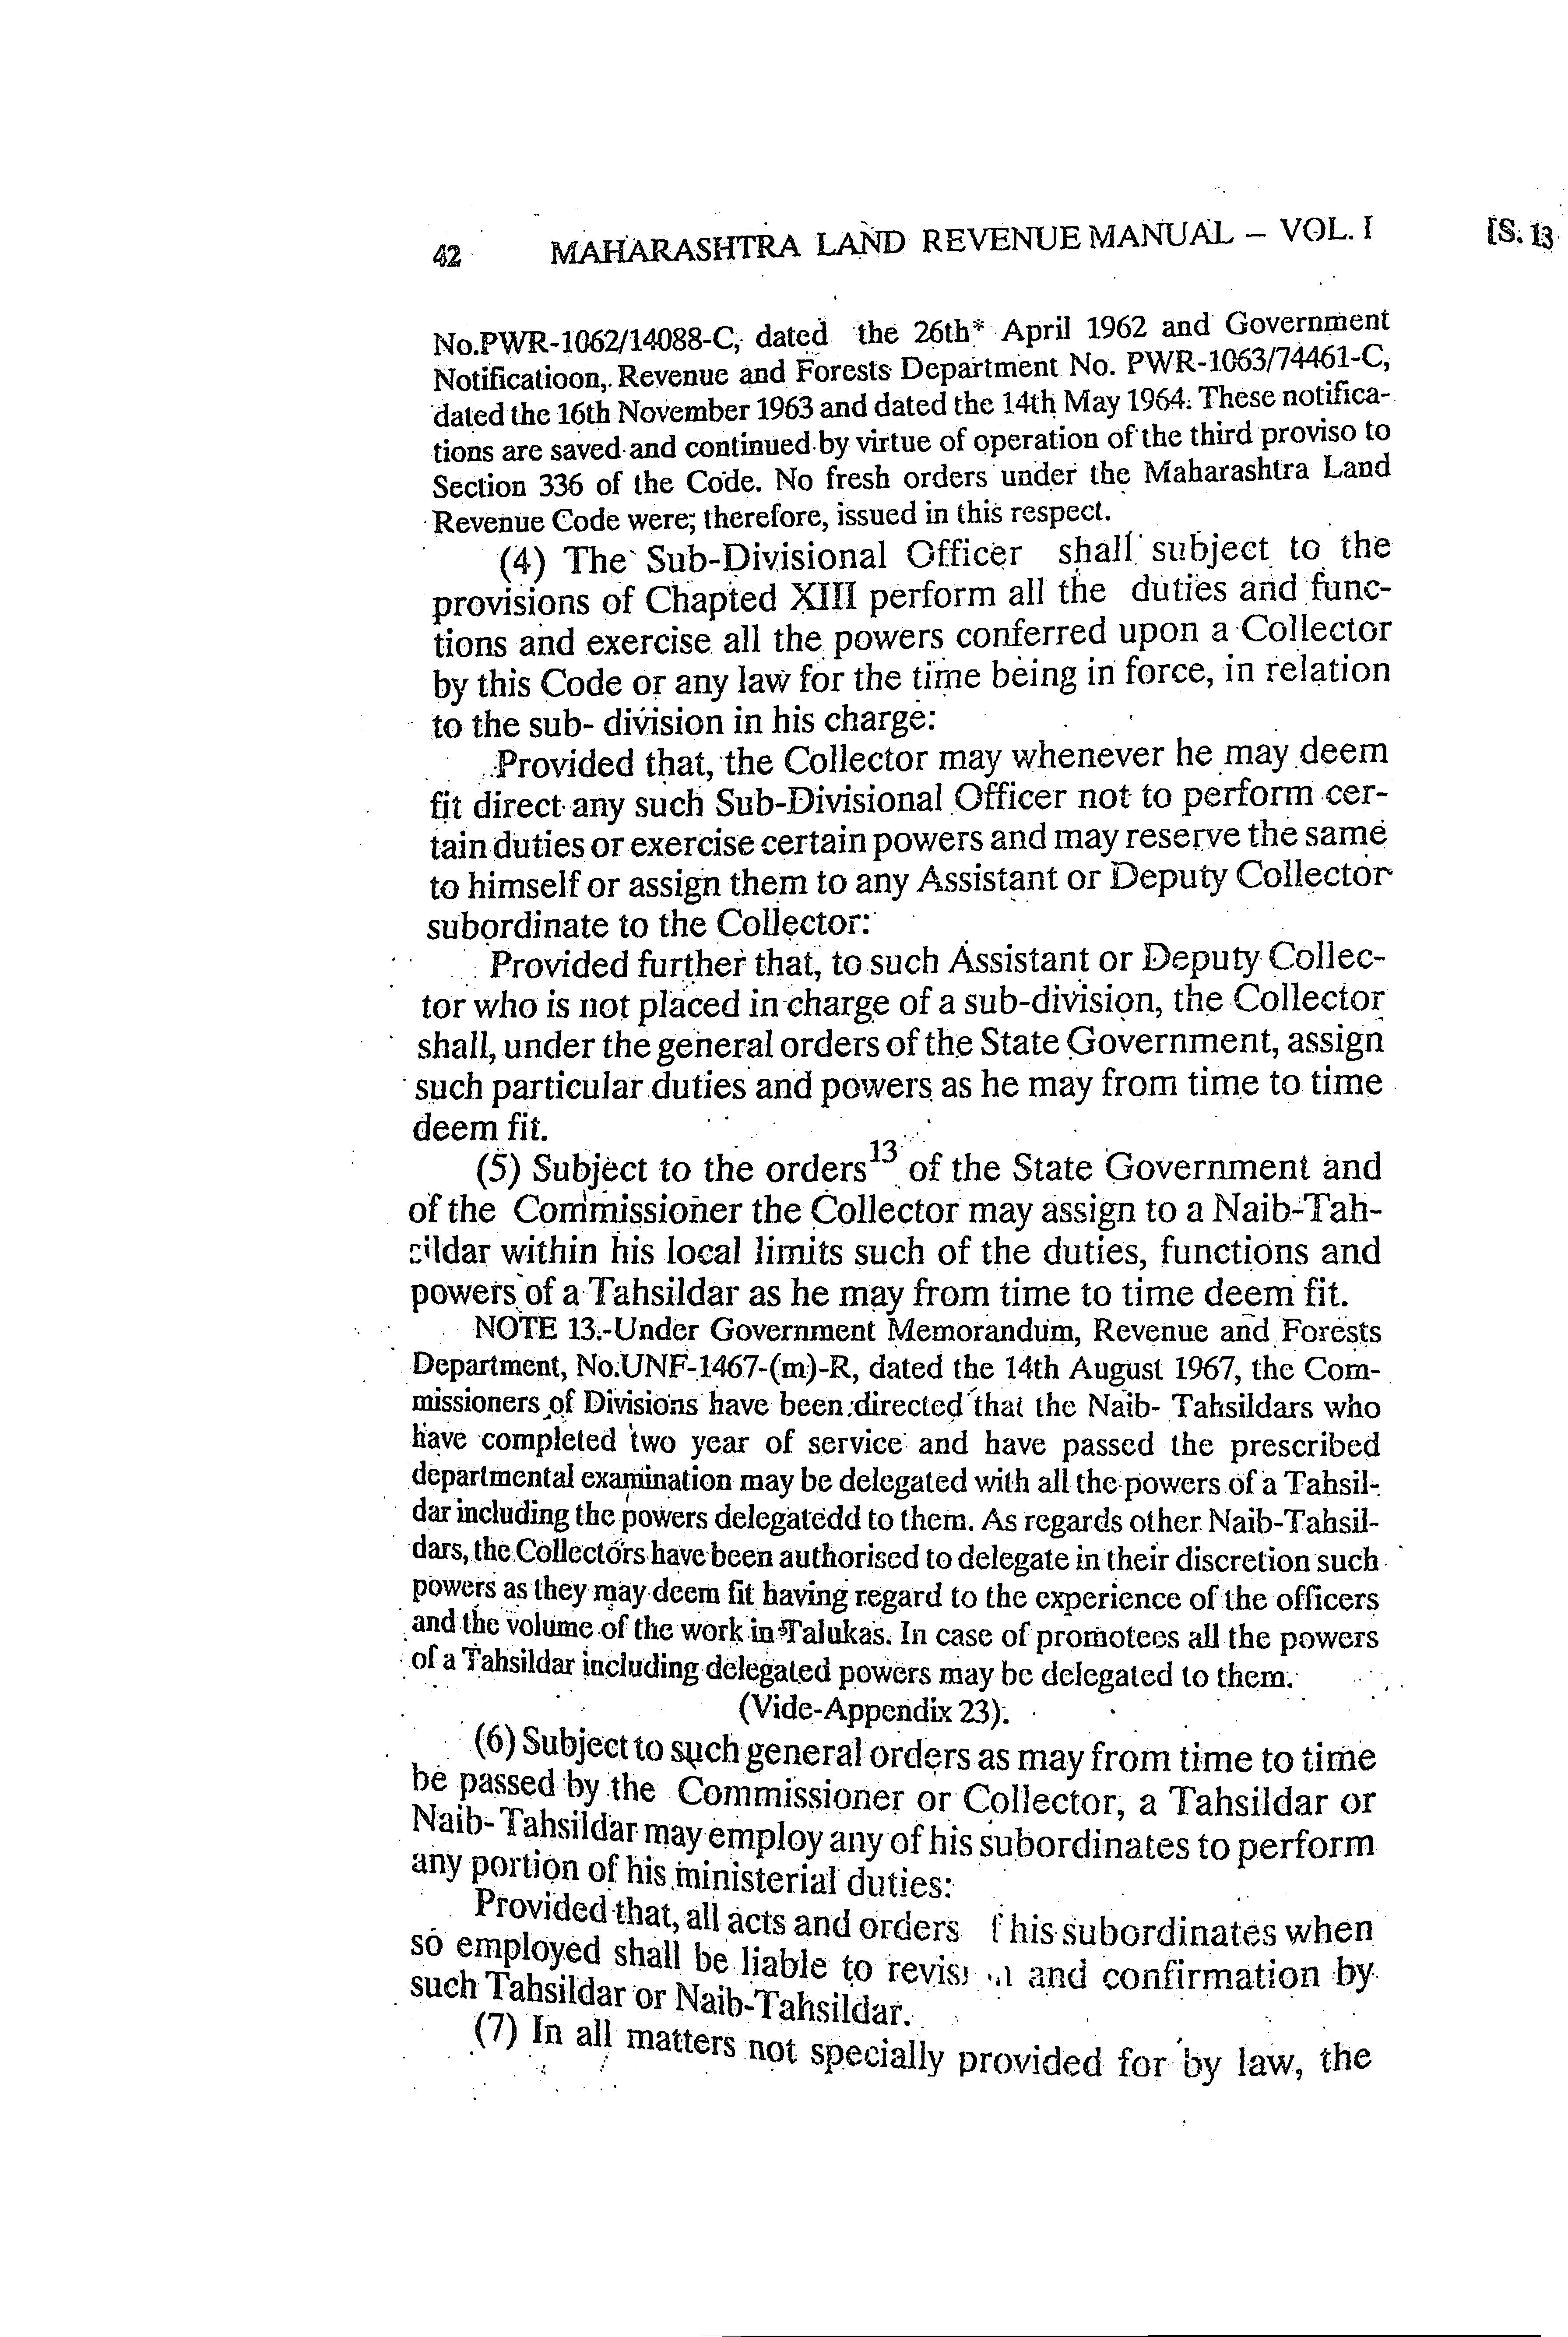 42 MAHARASHTRA LAND REVENUE MANUAL – VOL. I [S. 13
No.PWR-1062/14088-C, dated the 26th* April 1962 and Government
Notificatioon, Revenue and Forests Department No. PWR-1063/74461-C,
dated the 16th November 1963 and dated the 14th May 1964. These notifica-
tions are saved and continued by virtue of operation of the third proviso to
Section 336 of the Code. No fresh orders under the Maharashtra Land
Revenue Code were; therefore, issued in this respect.
(4) The Sub-Divisional Officer shall subject to the
provisions of Chapted XIII perform all the duties and func-
tions and exercise all the powers conferred upon a Collector
by this Code or any law for the time being in force, in relation
to the sub- division in his charge:
Provided that, the Collector may whenever he may deem
fit direct any such Sub-Divisional Officer not to perform cer-
tain duties or exercise certain powers and may reserve the same
to himself or assign them to any Assistant or Deputy Collector
subordinate to the Collector:
Provided further that, to such Assistant or Deputy Collec-
tor who is not placed in charge of a sub-division, the Collector
shall, under the general orders of the State Government, assign
such particular duties and powers as he may from time to time
deem fit.
(5) Subject to the orders13 of the State Government and
of the Commissioner the Collector may assign to a Naib-Tah-
sildar within his local limits such of the duties, functions and
powers of a Tahsildar as he may from time to time deem fit.
NOTE 13.-Under Government Memorandum, Revenue and Forests
Department, No.UNF-1467-(m)-R, dated the 14th August 1967, the Com-
missioners of Divisions have been directed that the Naib- Tahsildars who
have completed two year of service and have passed the prescribed
departmental examination may be delegated with all the powers of a Tahsil-
dar including the powers delegatedd to them. As regards other Naib-Tahsil-
dars, the Collectors have been authorised to delegate in their discretion such
powers as they may deem fit having regard to the experience of the officers
and the volume of the work in Talukas. In case of promotees all the powers
of a Tahsildar including delegated powers may be delegated to them.
(Vide-Appendix 23).
(6) Subject to such general orders as may from time to time
be passed by the Commissioner or Collector, a Tahsildar or
Naib- Tahsildar may employ any of his subordinates to perform
any portion of his ministerial duties:
Provided that, all acts and orders f his subordinates when
so employed shall be liable to and confirmation by
such Tahsildar or Naib-Tahsildar.
(7) In all matters not specially provided for by law, the